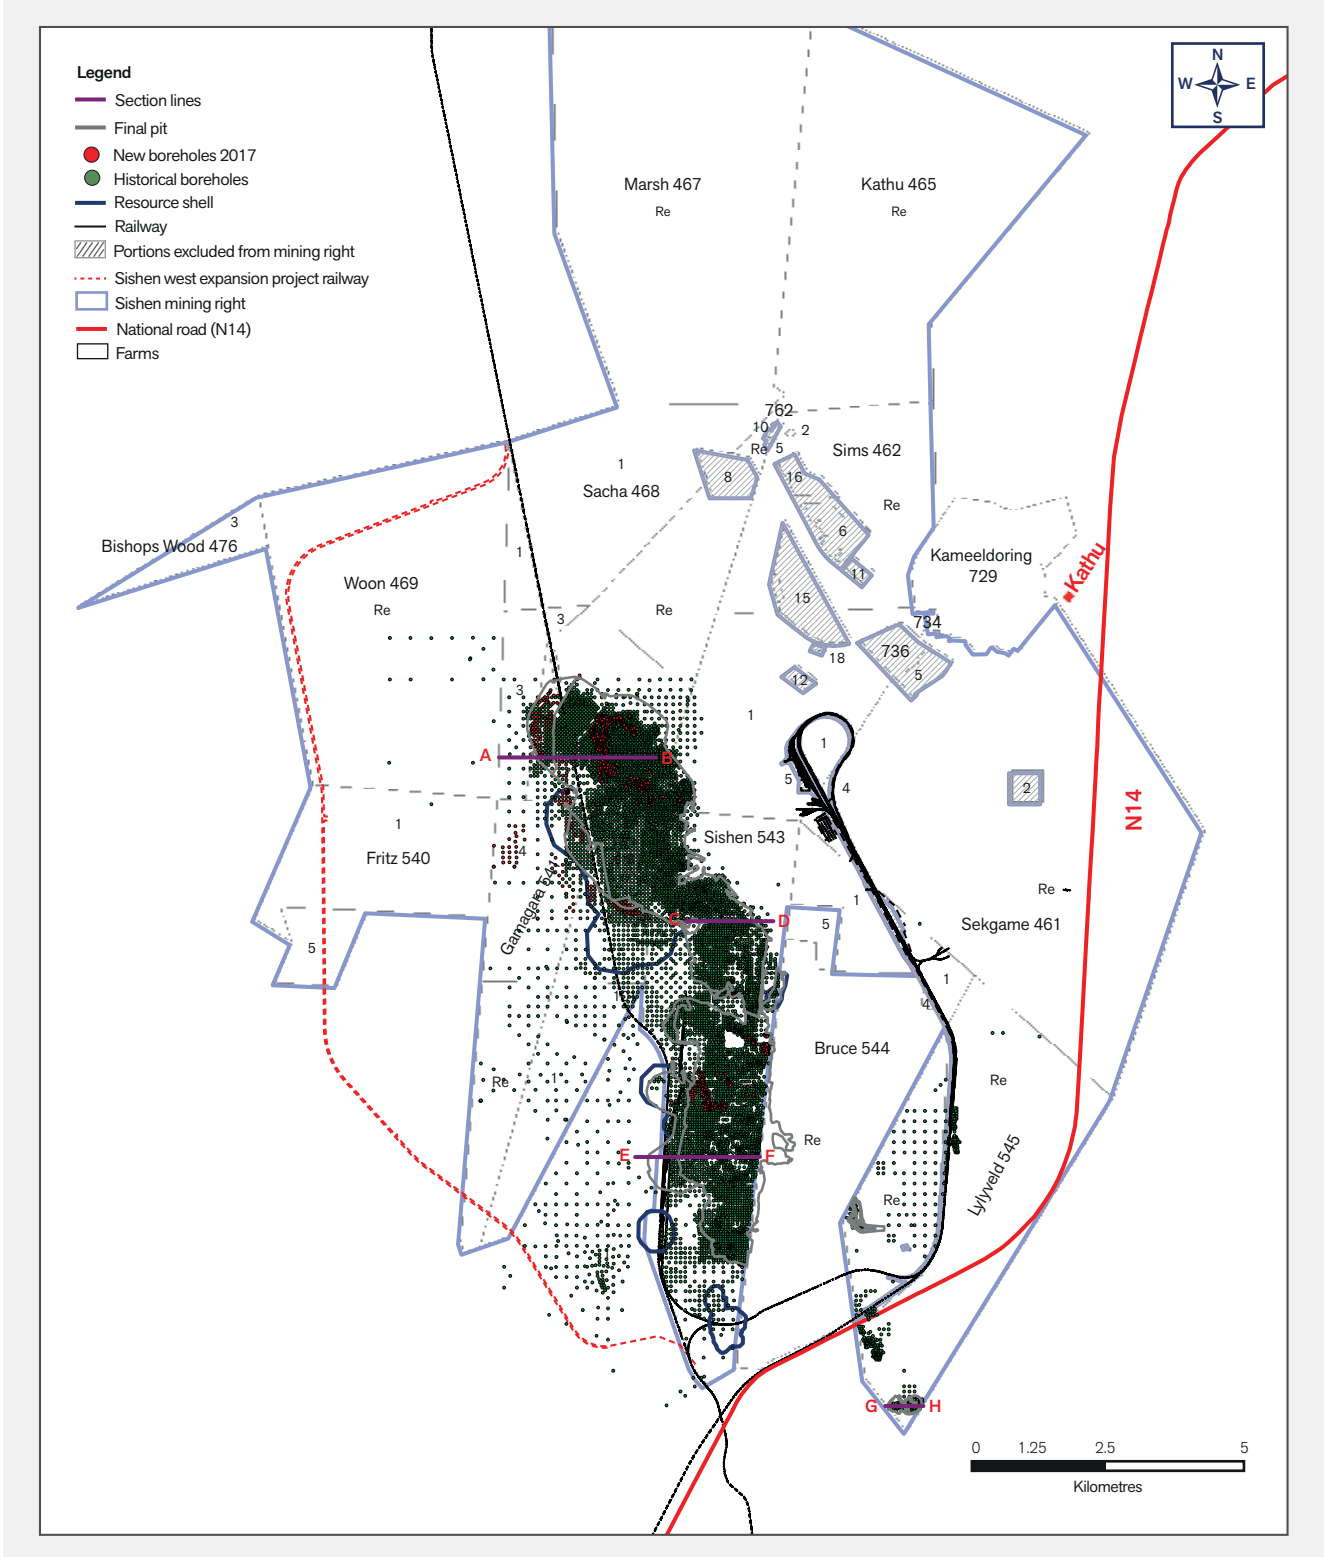 Legend
Section lines
Final pit
New boreholes 2017
Historical boreholes
Resource shell
Railway
Portions excluded from mining right
Sishen west expansion project railway
Sishen mining right
National road (N14)
Farms
N
W E
S
Marsh 467
Re
Kathu 465
Re
762
10
2
Re 5
Sims 462
1
Sacha 468
8
16
Re
3
Bishops Wood 476
6
1
Kameeldoring
729
Kathu
11
Woon 469
Re
15
Re
3
734
736
18
5
12
3
1
1
A B
5
4
2
N14
1
Sishen 543
Fritz 540
4
Gamagara 541
Re
1
C D
5
Sekgame 461
5
1
1
4
Bruce 544
Re
1
Re
Re
E F
Lylyveld 545
Re
G H
0 1.25 2.5 5
Kilometres